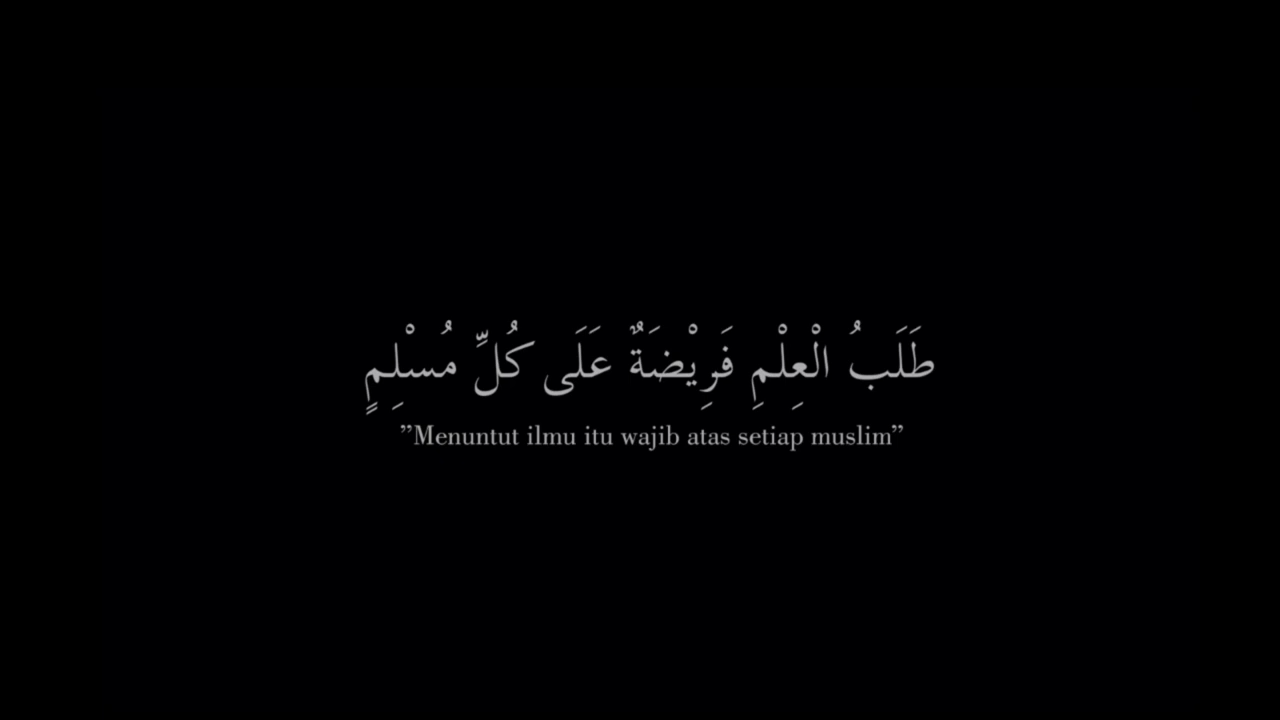 طَلَبُ الْعِلْمِ فَرِيْضَةٌ عَلَى كُلِّ مُسْلِمٍ
”Menuntut ilmu itu wajib atas setiap muslim”